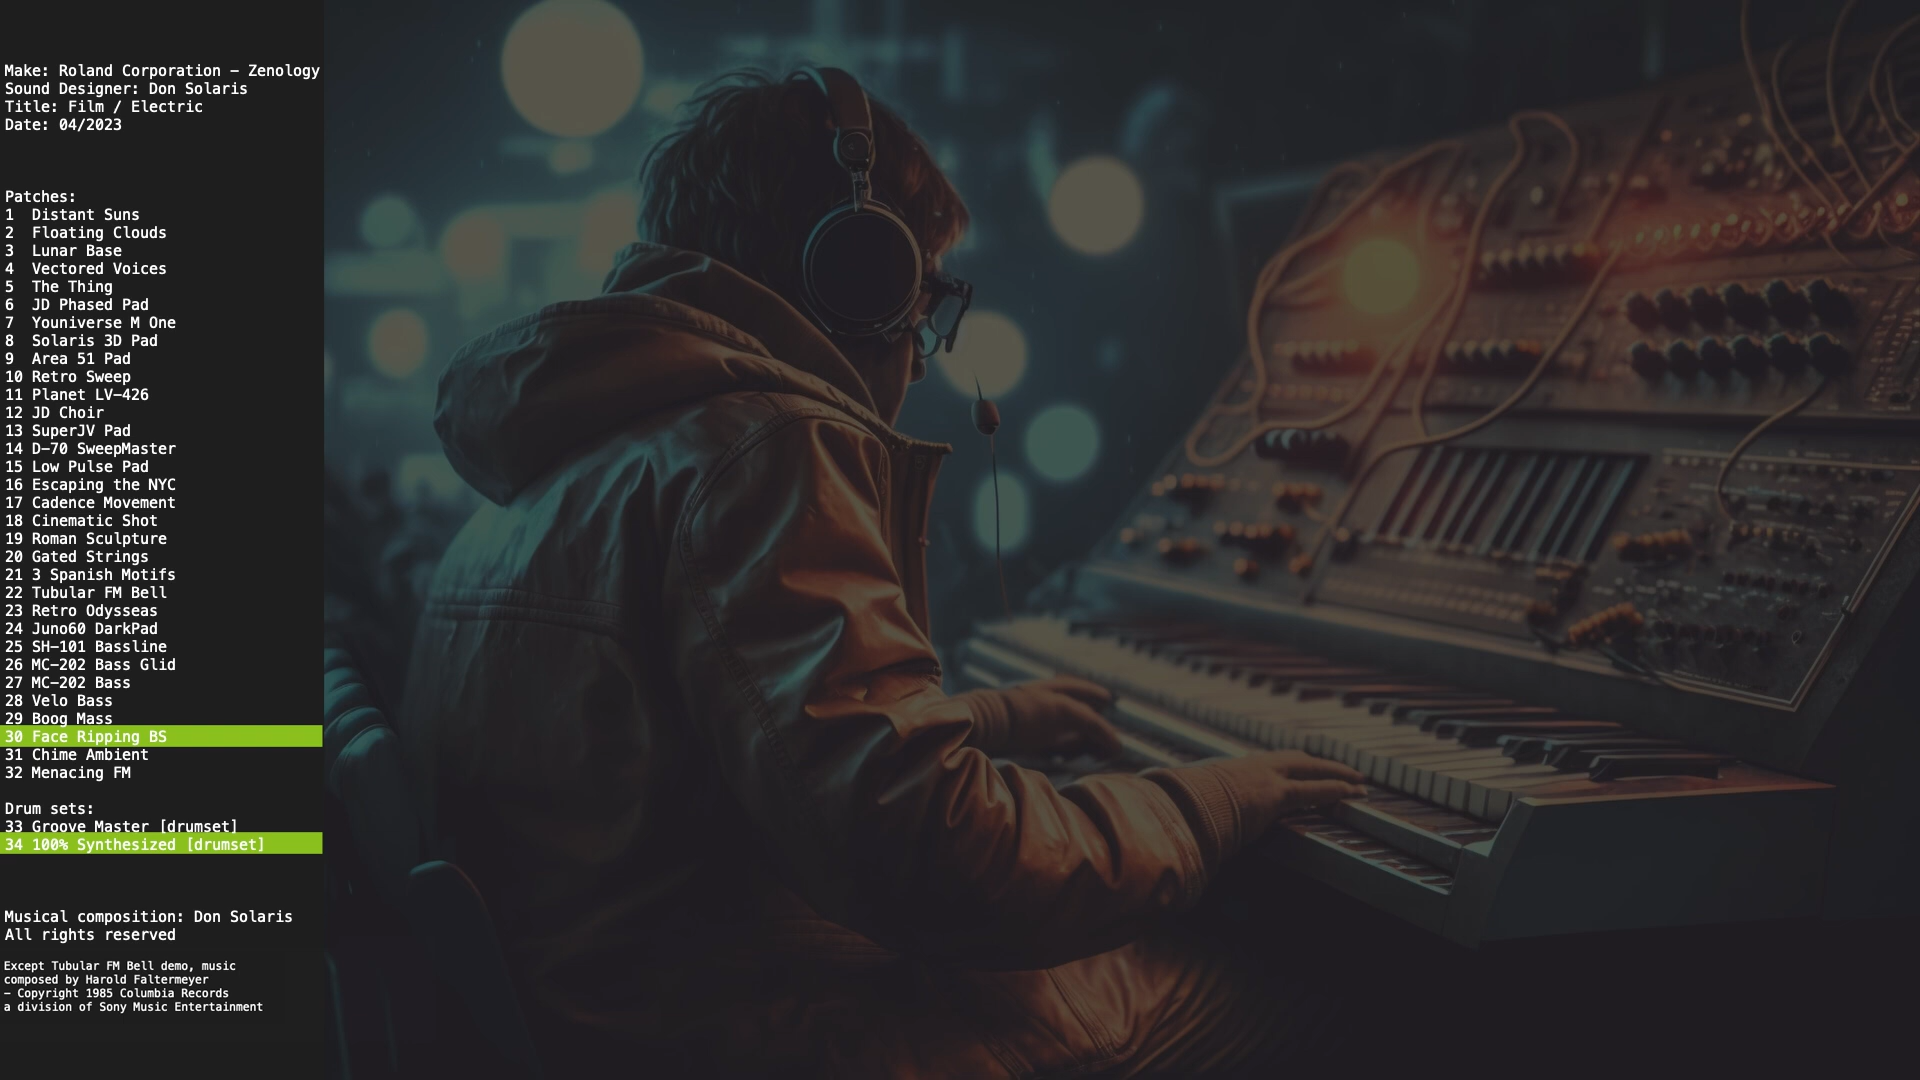 Make: Roland Corporation – Zenology
Sound Designer: Don Solaris
Title: Film / Electric
Date: 04/2023
Patches:
1 Distant Suns
2 Floating Clouds
3 Lunar Base
4 Vectored Voices
5 The Thing
6 JD Phased Pad
7 Youniverse M One
8 Solaris 3D Pad
9 Area 51 Pad
10 Retro Sweep
11 Planet LV–426
12 JD Choir
13 SuperJV Pad
14 D–70 SweepMaster
15 Low Pulse Pad
16 Escaping the NYC
17 Cadence Movement
18 Cinematic Shot
19 Roman Sculpture
20 Gated Strings
21 3 Spanish Motifs
22 Tubular FM Bell
23 Retro Odysseas
24 Juno60 DarkPad
25 SH–101 Bassline
26 MC–202 Bass Glid
27 MC–202 Bass
28 Velo Bass
29 Boog Mass
30 Face Ripping BS
31 Chime Ambient
32 Menacing FM
Drum sets:
33 Groove Master [drumset]
34 100% Synthesized [drumset]
Musical composition: Don Solaris
All rights reserved
Except Tubular FM Bell demo, music
composed by Harold Faltermeyer
– Copyright 1985 Columbia Records
a division of Sony Music Entertainment